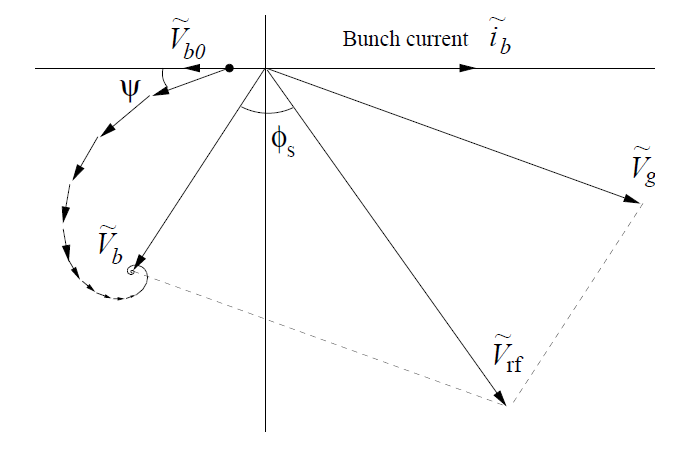 Ṽb0
Bunch current ĩb
ψ
ϕs
Ṽg
Ṽb
Ṽrf